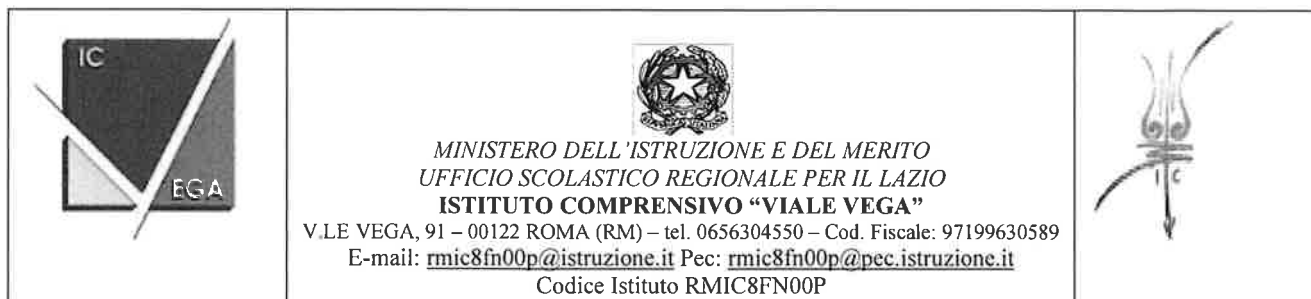 IC
EGA
MINISTERO DELL'ISTRUZIONE E DEL MERITO
UFFICIO SCOLASTICO REGIONALE PER IL LAZIO
ISTITUTO COMPRENSIVO “VIALE VEGA”
V.LE VEGA, 91 – 00122 ROMA (RM) – tel. 0656304550 – Cod. Fiscale: 97199630589
E-mail: rmic8fn00p@istruzione.it Pec: rmic8fn00p@pec.istruzione.it
Codice Istituto RMIC8FN00P
I C